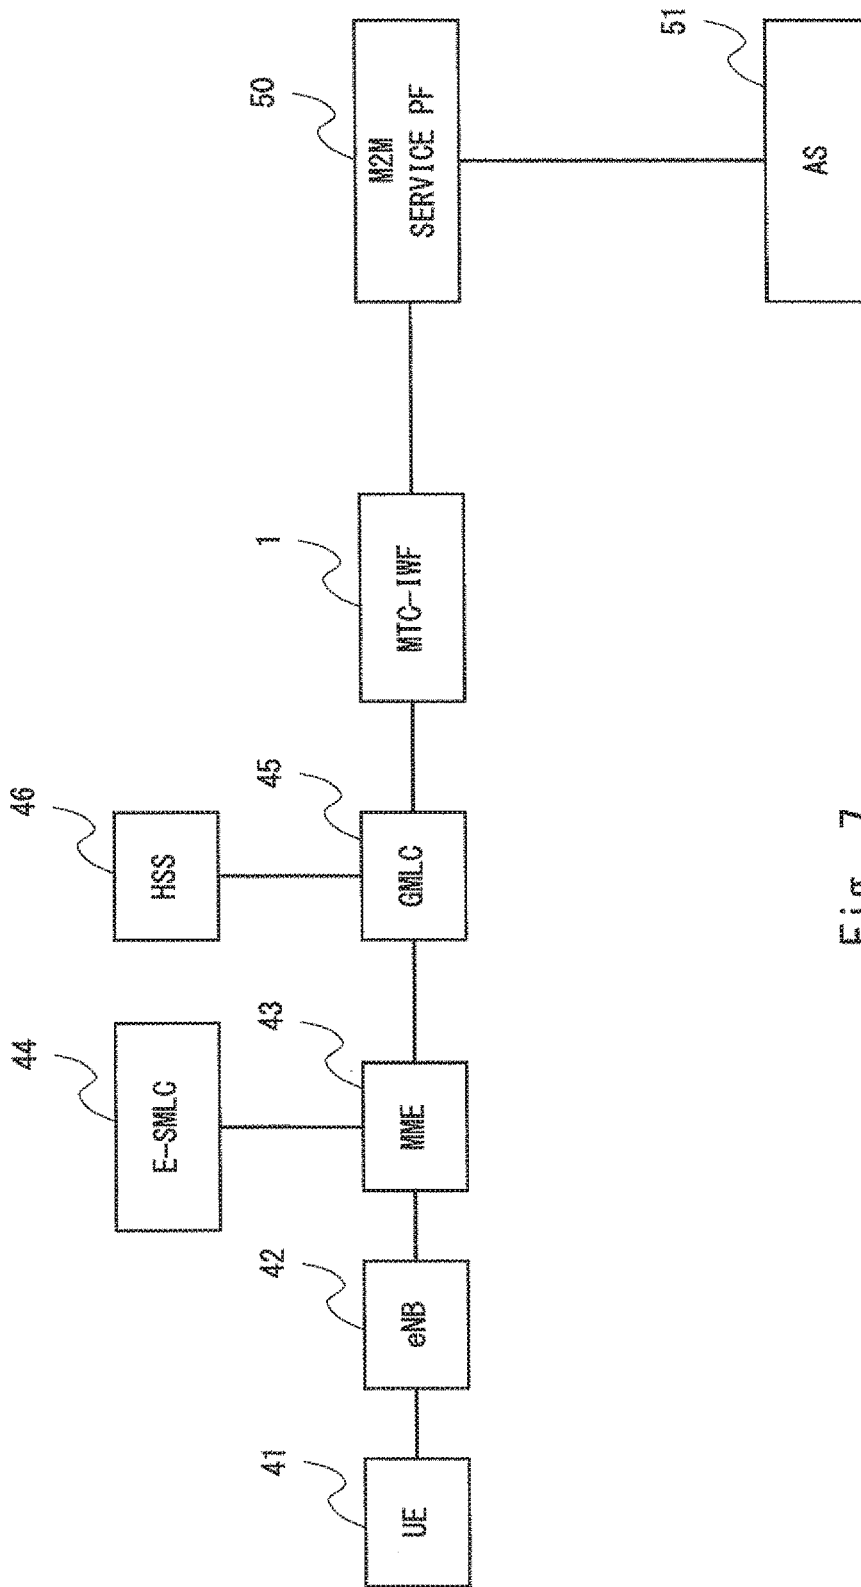 44
46
E-SMLC
HSS
41
42
43
45
1
50
UE
eNB
MME
GMLC
MTC-IWF
M2M
SERVICE PF
51
AS
Fig. 7